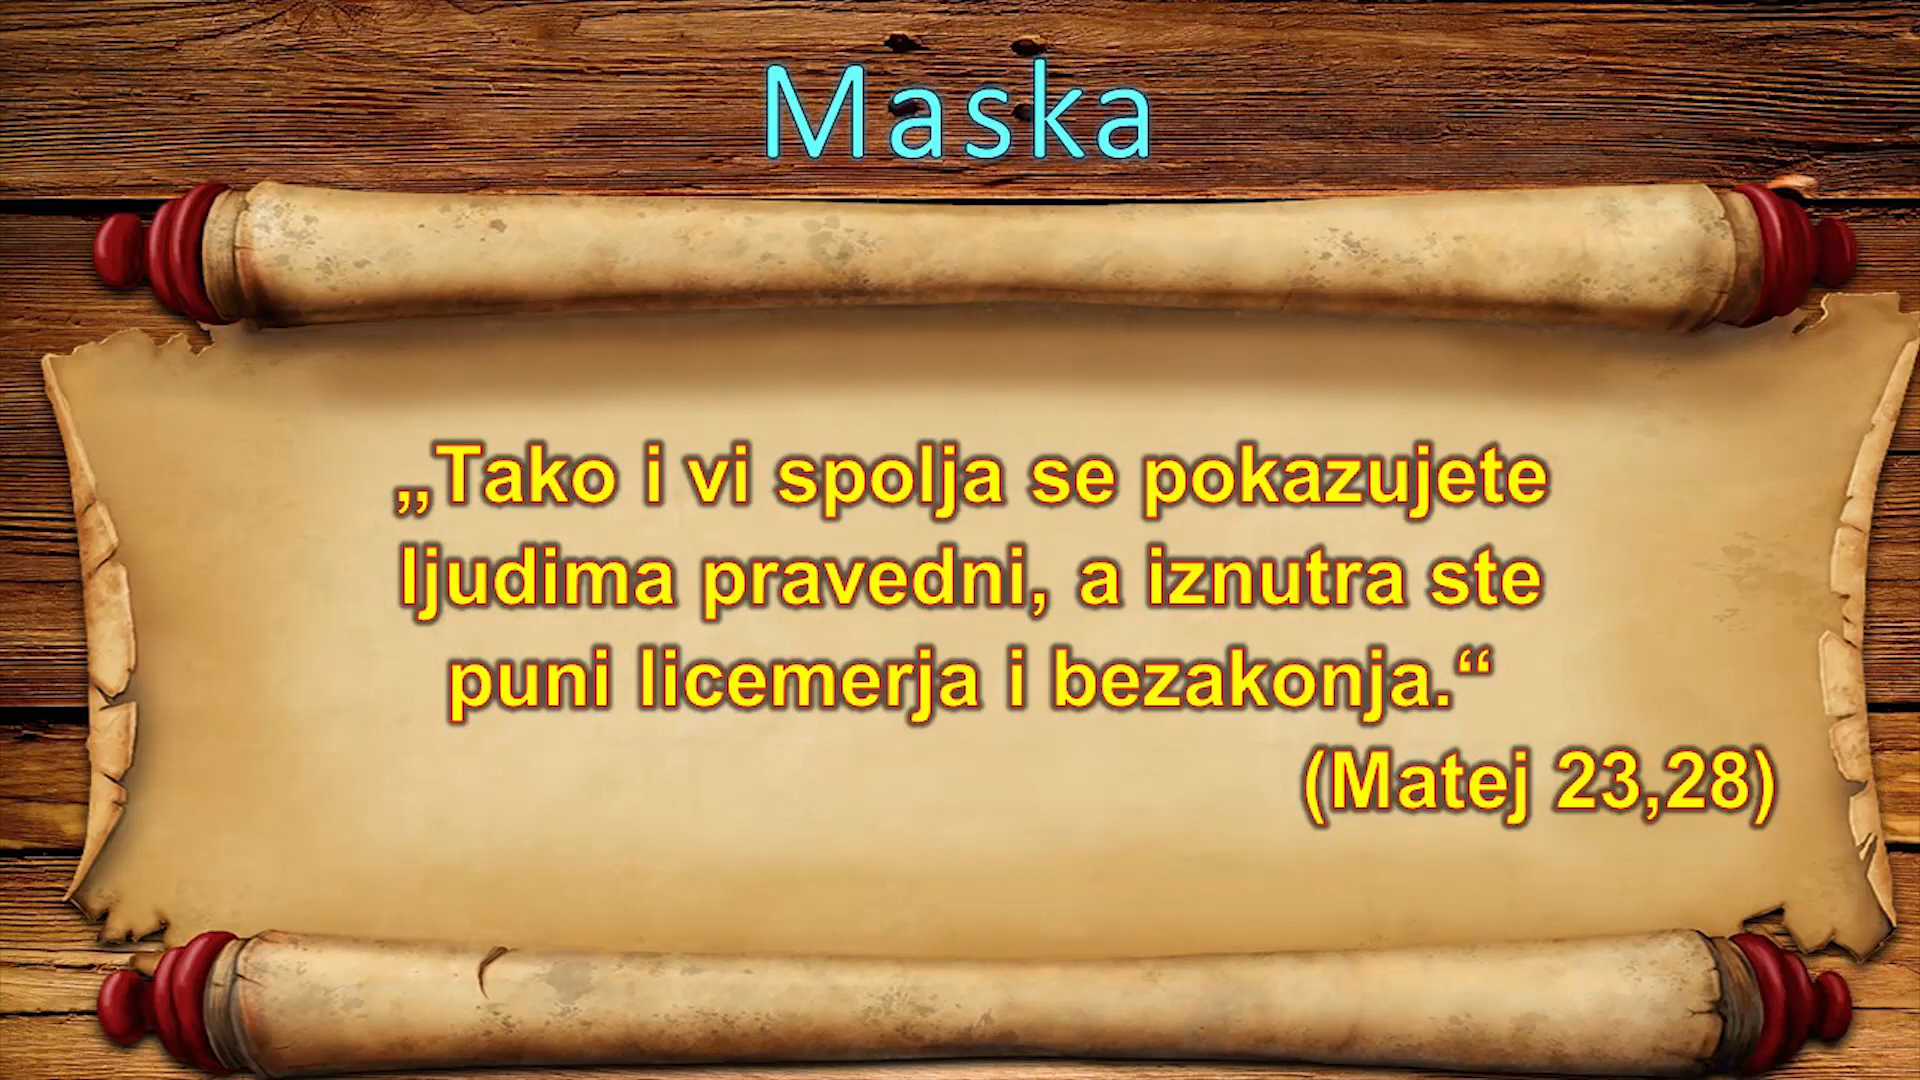 Maska
„Tako i vi spolja se pokazujete
ljudima pravedni, a iznutra ste
puni licemerja i bezakonja.“
(Matej 23,28)